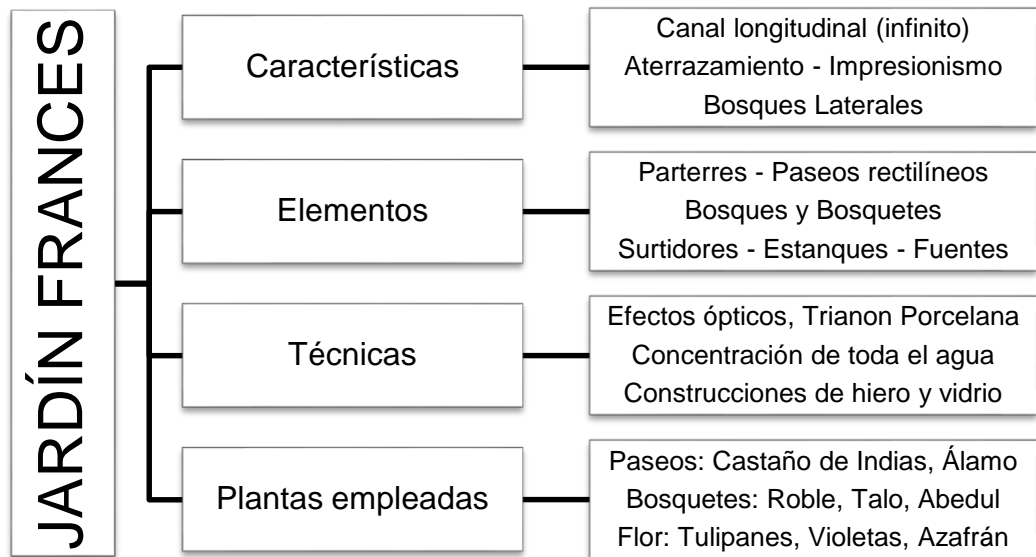 JARDÍN FRANCES
Características
Canal longitudinal (infinito)
Aterrazamiento - Impresionismo
Bosques Laterales
Elementos
Parterres - Paseos rectilíneos
Bosques y Bosquetes
Surtidores - Estanques - Fuentes
Técnicas
Efectos ópticos, Trianon Porcelana
Concentración de toda el agua
Construcciones de hiero y vidrio
Plantas empleadas
Paseos: Castaño de Indias, Álamo
Bosquetes: Roble, Talo, Abedul
Flor: Tulipanes, Violetas, Azafrán